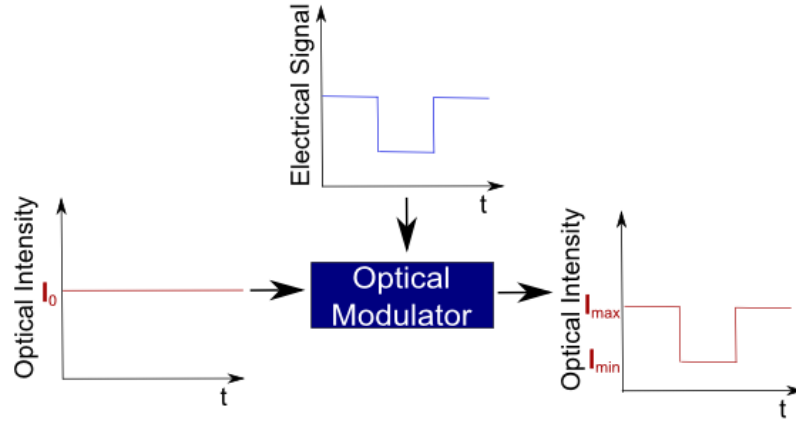 Electrical Signal
t
Optical Intensity
I₀
t
Optical
Modulator
Optical Intensity
Imax
Imin
t